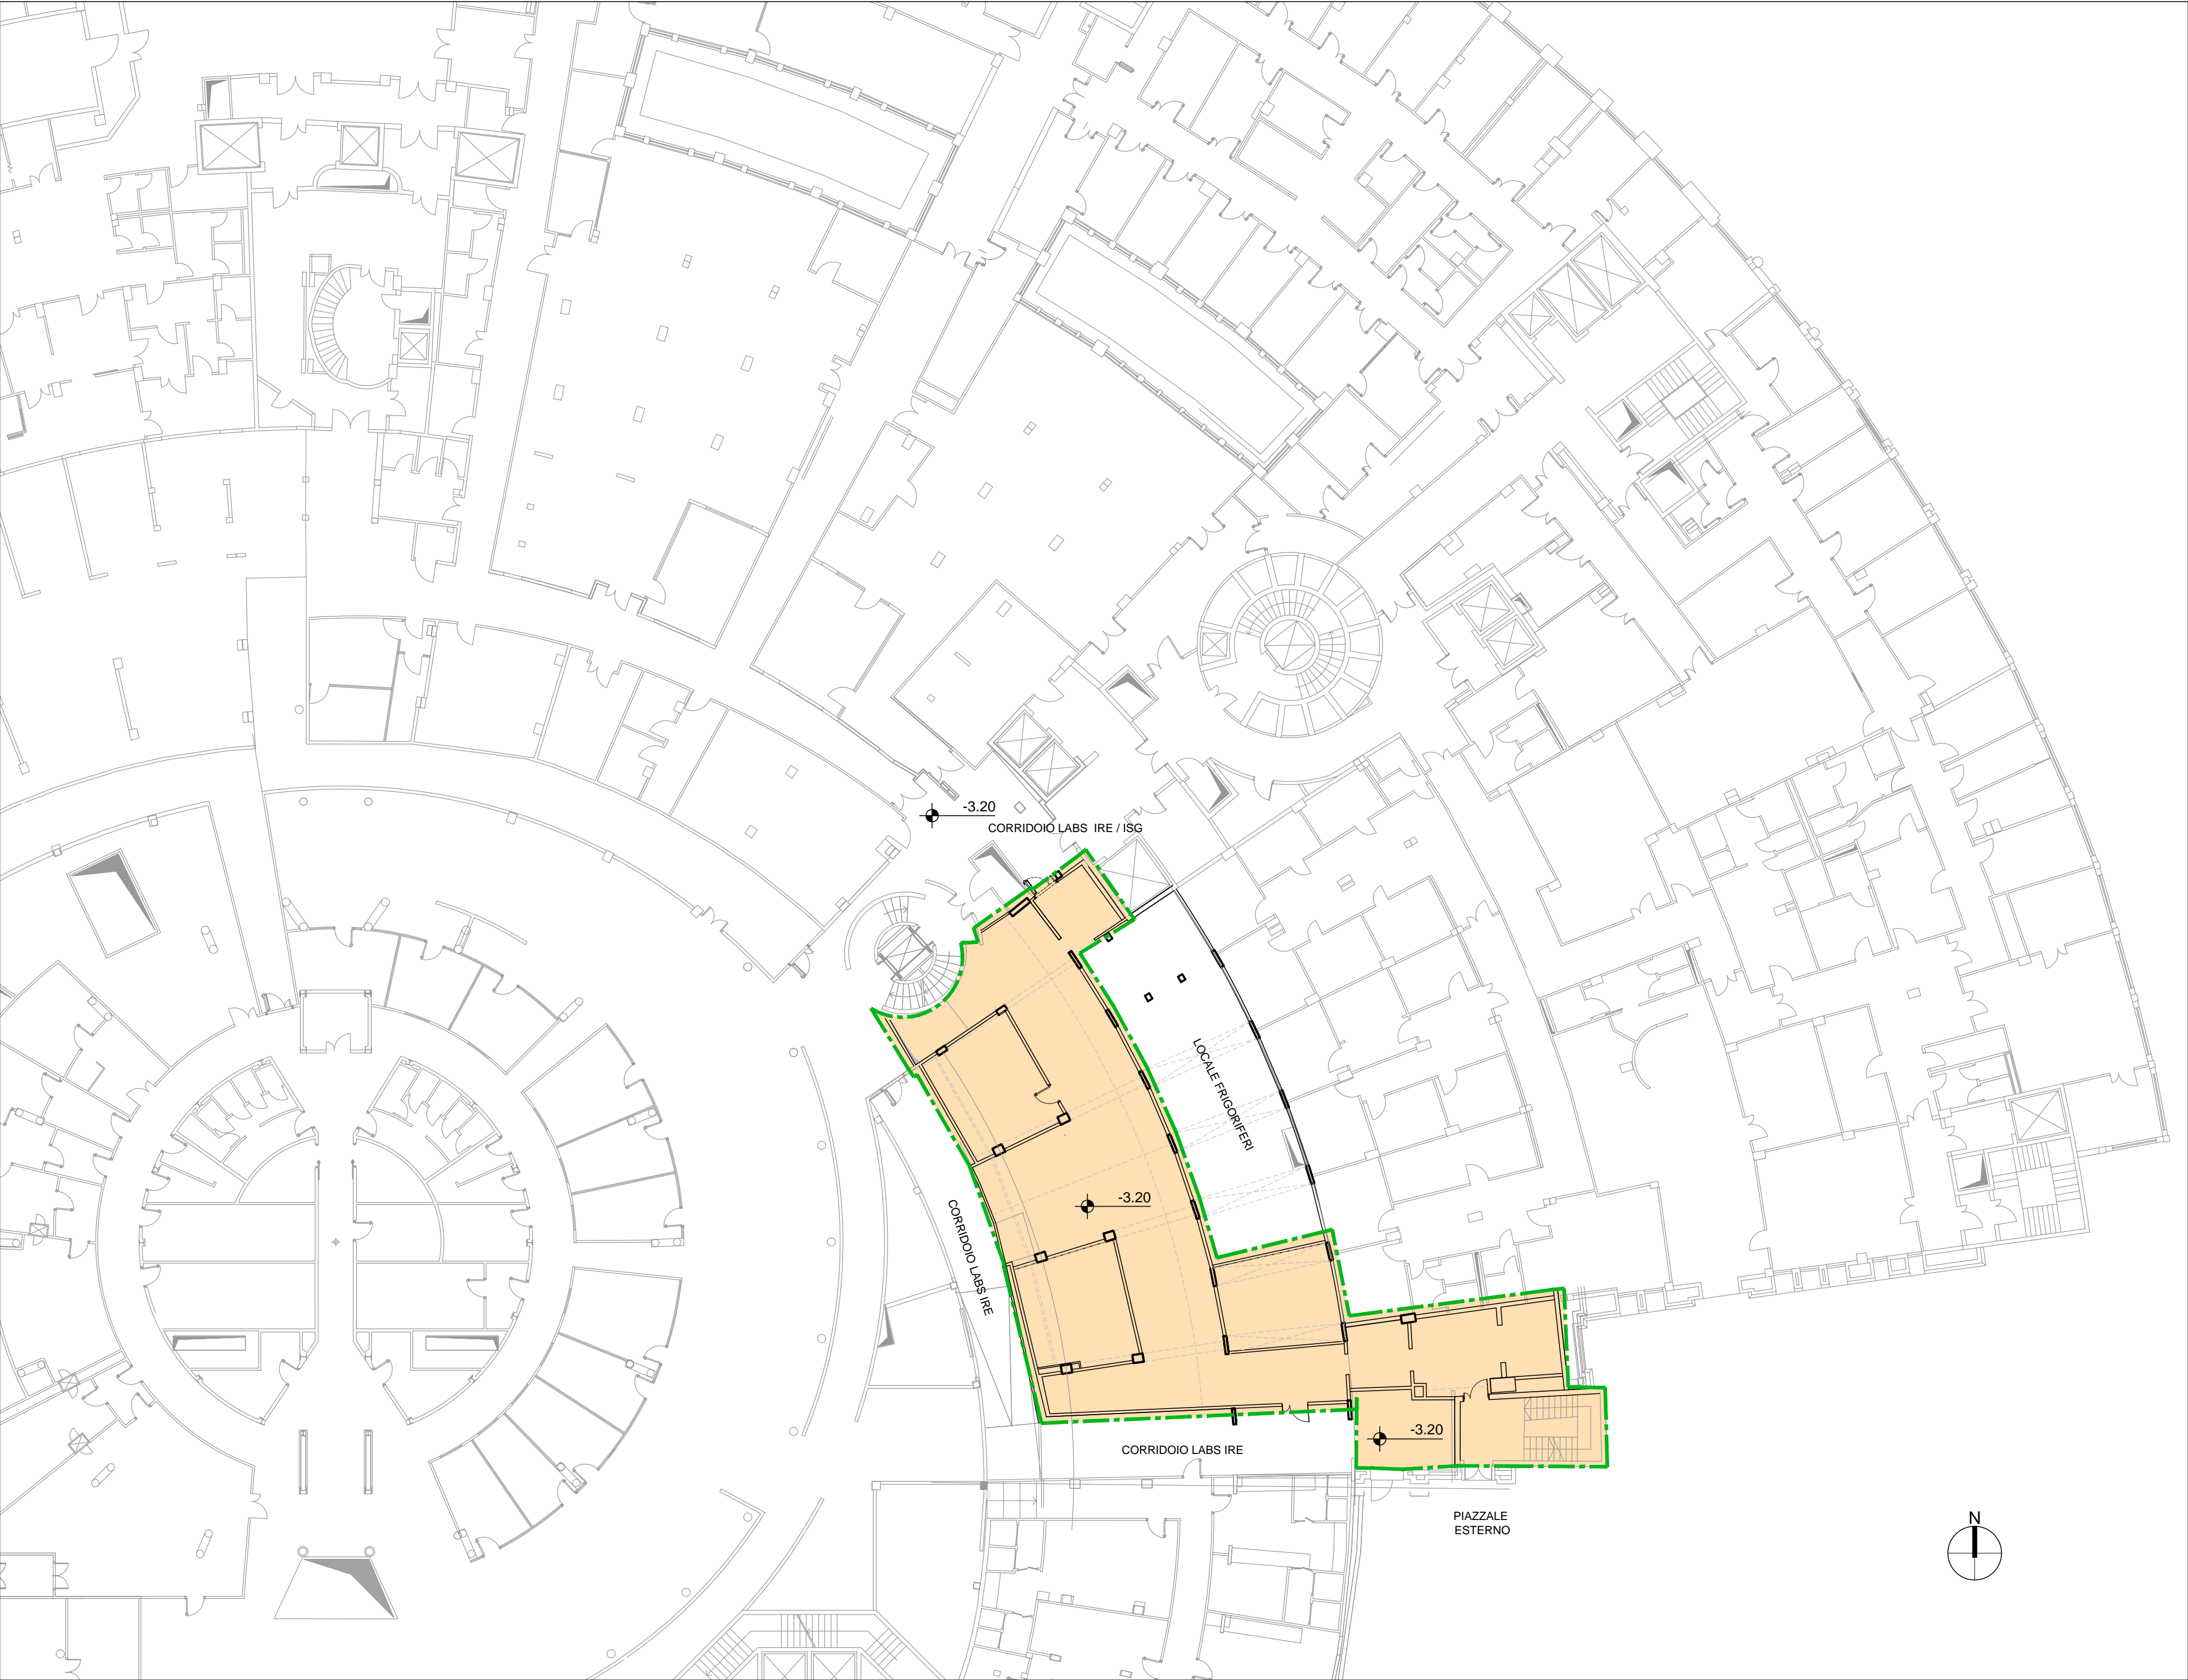 -3.20
CORRIDOIO LABS IRE / ISG
LOCALE FRIGORIFERI
-3.20
CORRIDOIO LABS IRE
-3.20
CORRIDOIO LABS IRE
PIAZZALE
ESTERNO
N